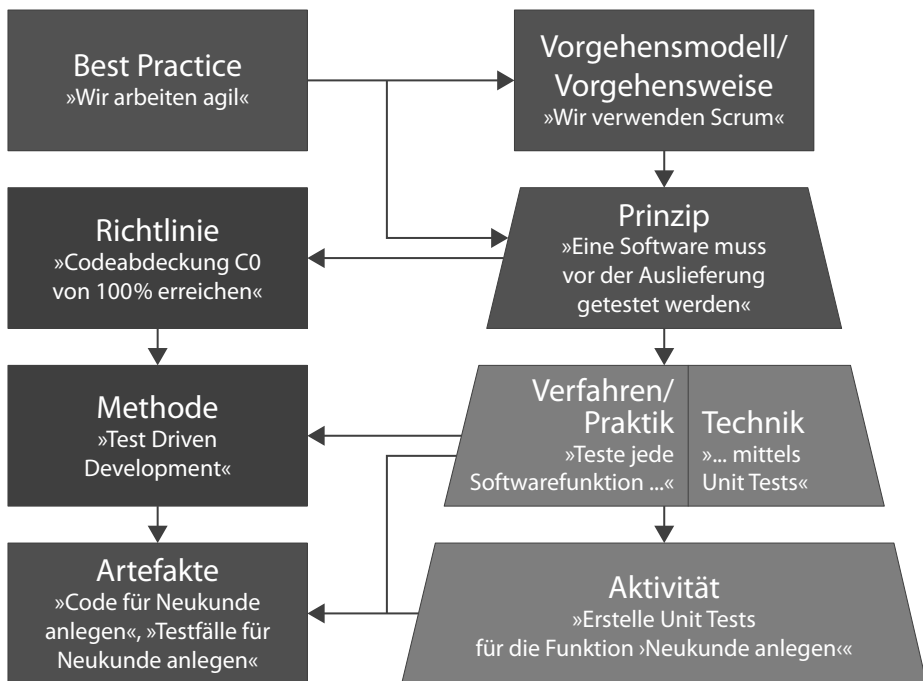 Best Practice
»Wir arbeiten agil«
Vorgehensmodell/
Vorgehensweise
»Wir verwenden Scrum«
Richtlinie
»Codeabdeckung C0
von 100% erreichen«
Prinzip
»Eine Software muss
vor der Auslieferung
getestet werden«
Methode
»Test Driven
Development«
Verfahren/
Praktik
»Teste jede
Softwarefunktion ...«
Technik
»... mittels
Unit Tests«
Artefakte
»Code für Neukunde
anlegen«, »Testfälle für
Neukunde anlegen«
Aktivität
»Erstelle Unit Tests
für die Funktion ›Neukunde anlegen‹«